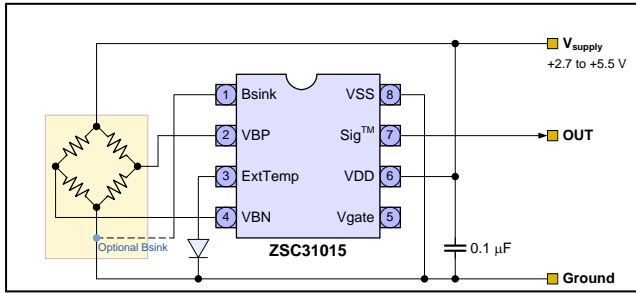 V supply
+2.7 to +5.5 V
1 Bsink VSS 8
2 VBP Sig™ 7 OUT
3 ExtTemp VDD 6
4 VBN Vgate 5
Optional Bsink
ZSC31015
0.1 µF
Ground